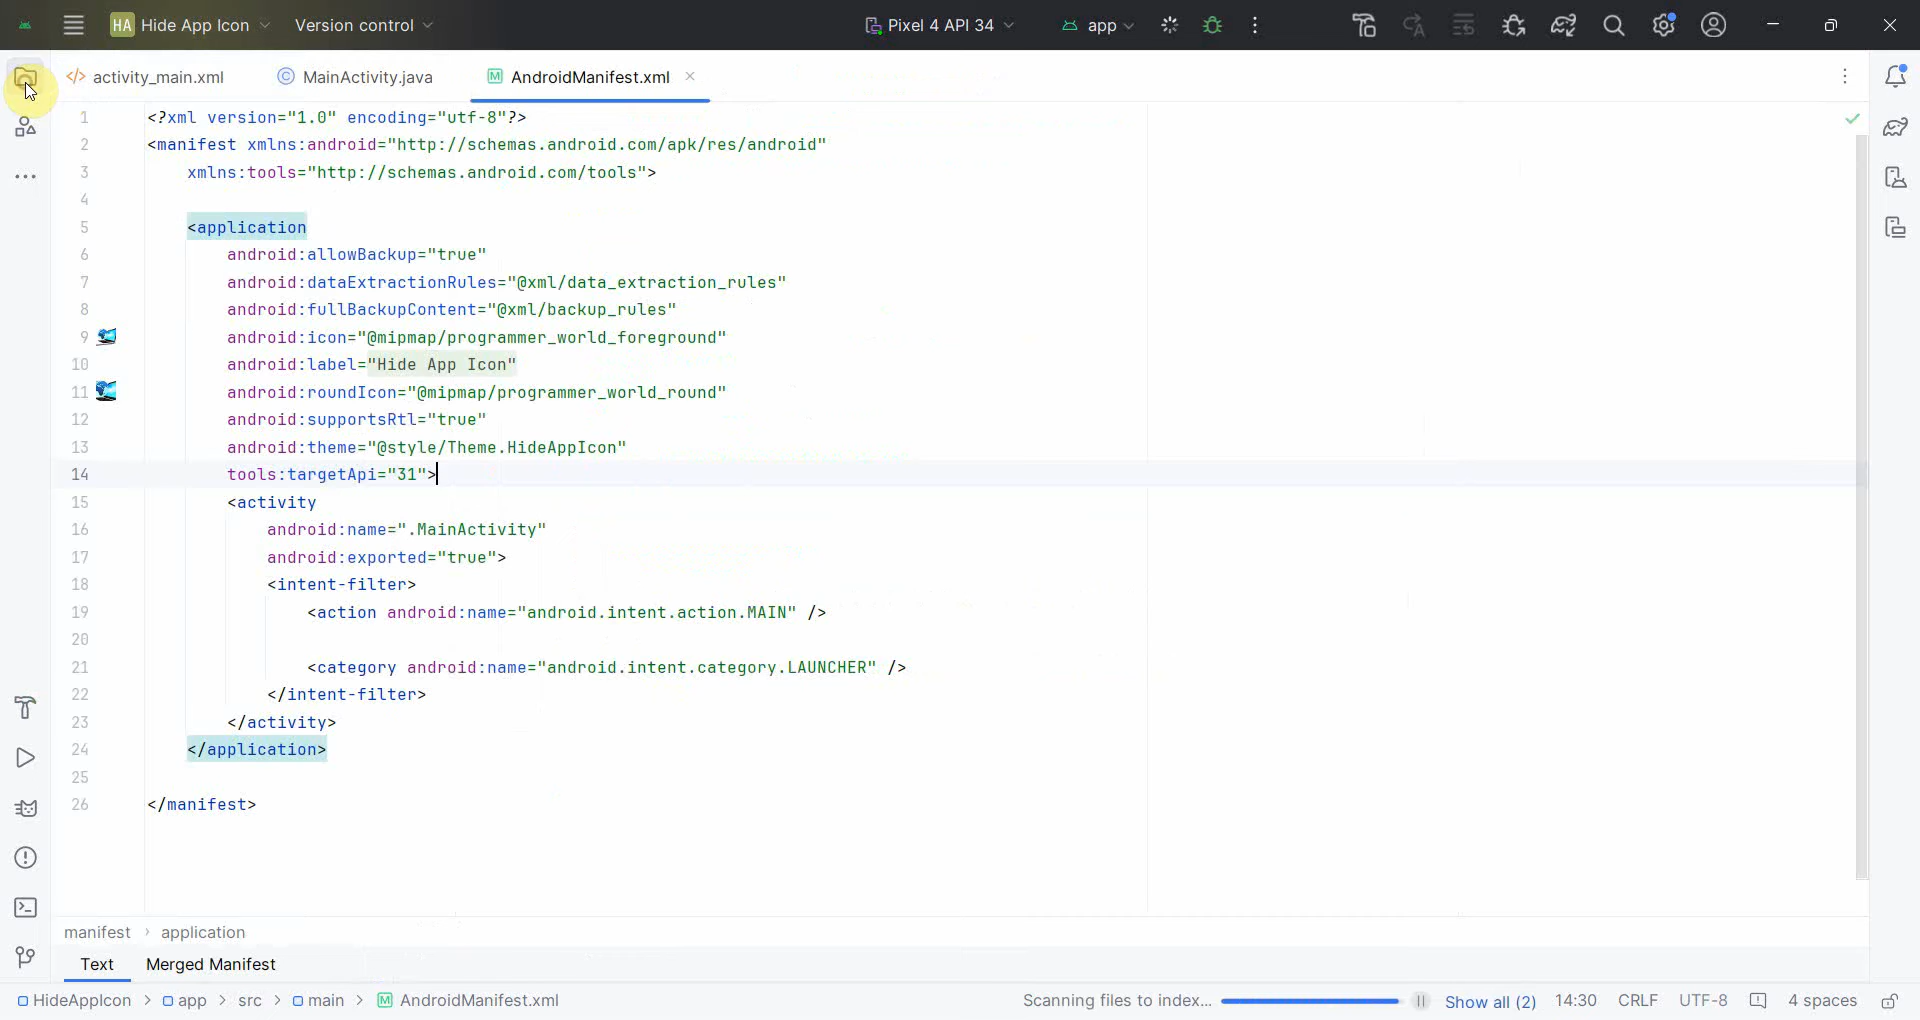 HA Hide App Icon Version control Pixel 4 API 34 app
activity_main.xml MainActivity.java AndroidManifest.xml
1 <?xml version="1.0" encoding="utf-8"?>
2 <manifest xmlns:android="http://schemas.android.com/apk/res/android"
3 xmlns:tools="http://schemas.android.com/tools">
4
5 <application
6 android:allowBackup="true"
7 android:dataExtractionRules="@xml/data_extraction_rules"
8 android:fullBackupContent="@xml/backup_rules"
9 android:icon="@mipmap/programmer_world_foreground"
10 android:label="Hide App Icon"
11 android:roundIcon="@mipmap/programmer_world_round"
12 android:supportsRtl="true"
13 android:theme="@style/Theme.HideAppIcon"
14 tools:targetApi="31">
15 <activity
16 android:name=".MainActivity"
17 android:exported="true">
18 <intent-filter>
19 <action android:name="android.intent.action.MAIN" />
20
21 <category android:name="android.intent.category.LAUNCHER" />
22 </intent-filter>
23 </activity>
24 </application>
25
26 </manifest>
manifest > application
Text Merged Manifest
HideAppIcon > app > src > main > AndroidManifest.xml Scanning files to index... Show all (2) 14:30 CRLF UTF-8 4 spaces